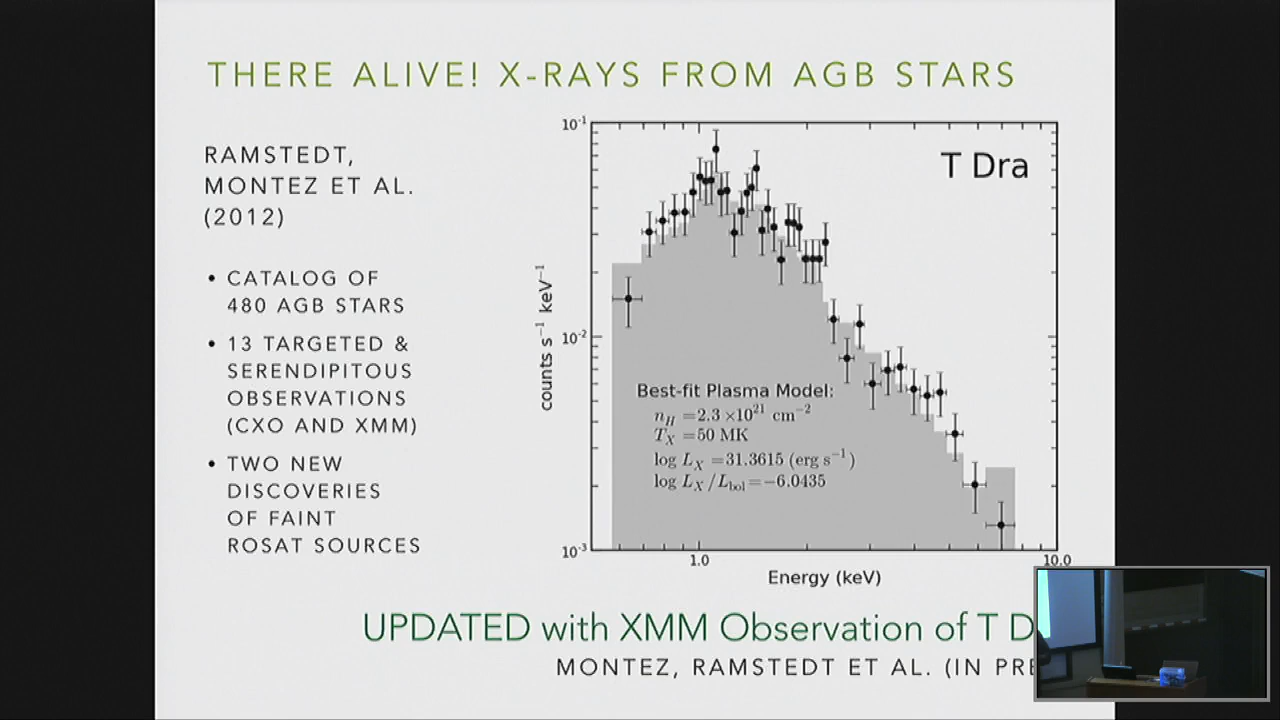 THERE ALIVE! X-RAYS FROM AGB STARS
RAMSTEDT,
MONTEZ ET AL.
(2012)
• CATALOG OF
480 AGB STARS
• 13 TARGETED &
SERENDIPITOUS
OBSERVATIONS
(CXO AND XMM)
• TWO NEW
DISCOVERIES
OF FAINT
ROSAT SOURCES
T Dra
10⁻¹
10⁻²
10⁻³
counts s⁻¹ keV⁻¹
Best-fit Plasma Model:
n_H =2.3 ×10²¹ cm⁻²
T_X =50 MK
log L_X =31.3615 (erg s⁻¹)
log L_X/L_bol=−6.0435
1.0 10.0
Energy (keV)
UPDATED with XMM Observation of T D
MONTEZ, RAMSTEDT ET AL. (IN PRE